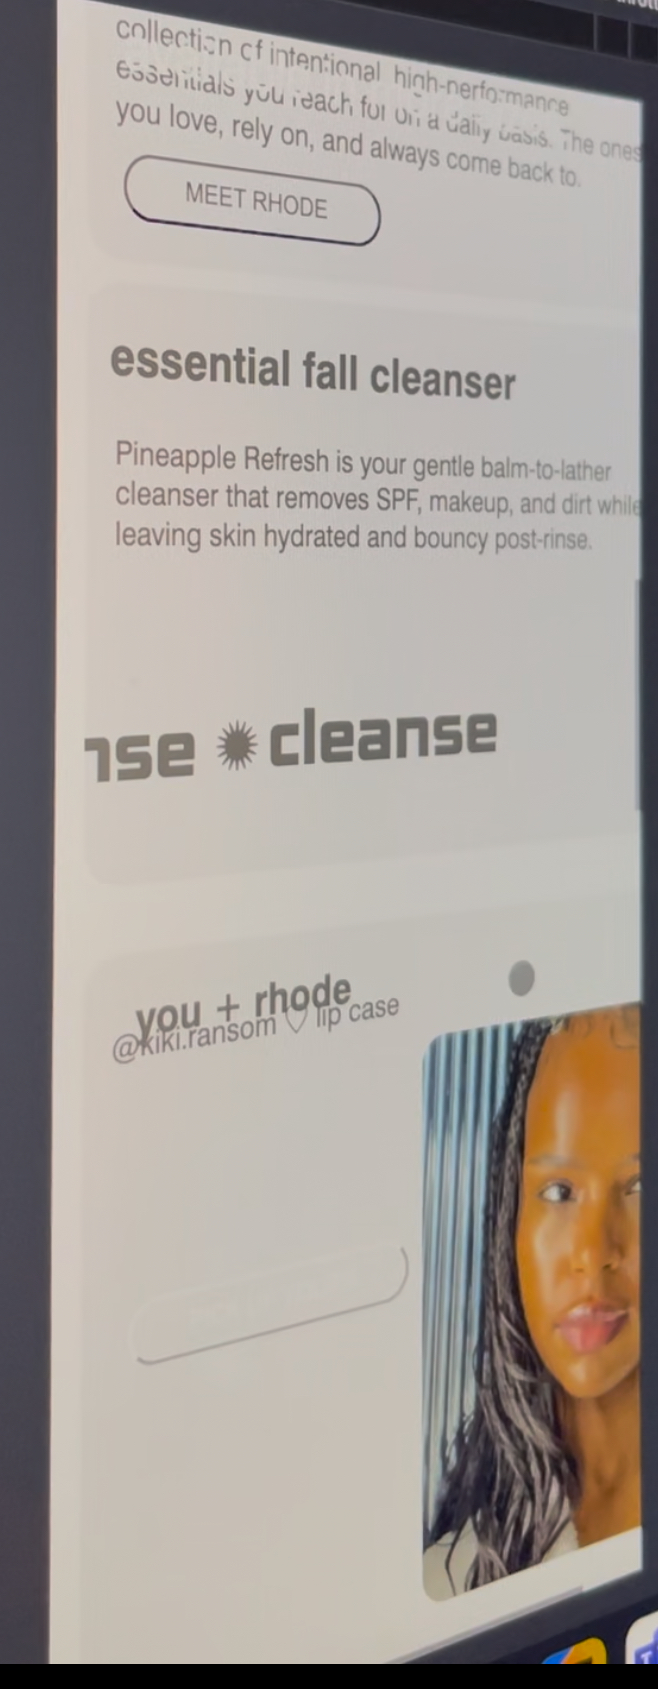 collection of intentional high-performance
essentials you reach for on a daily basis. The ones
you love, rely on, and always come back to.
MEET RHODE
essential fall cleanser
Pineapple Refresh is your gentle balm-to-lather
cleanser that removes SPF, makeup, and dirt while
leaving skin hydrated and bouncy post-rinse.
nse ✹ cleanse
you + rhode
@kiki.ransom ♡ lip case